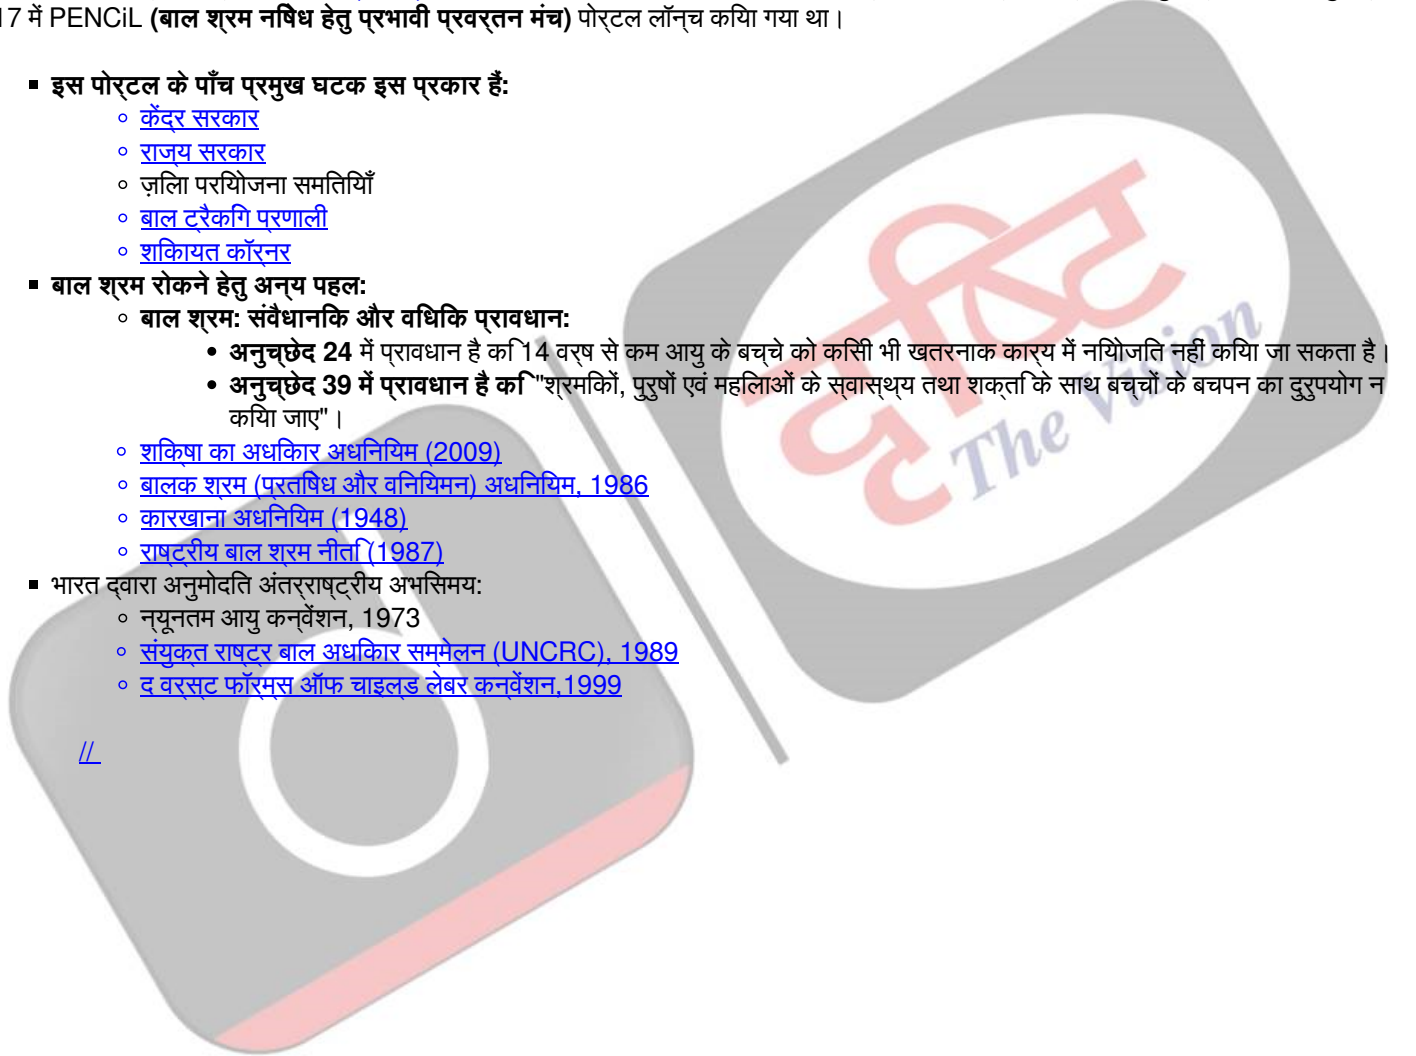 17 में PENCiL (बाल श्रम निषेध हेतु प्रभावी प्रवर्तन मंच) पोर्टल लॉन्च किया गया था।
इस पोर्टल के पाँच प्रमुख घटक इस प्रकार हैं:
केंद्र सरकार
राज्य सरकार
ज़िला परियोजना समितियाँ
बाल ट्रैकिंग प्रणाली
शिकायत कॉर्नर
बाल श्रम रोकने हेतु अन्य पहल:
बाल श्रम: संवैधानिक और विधिक प्रावधान:
अनुच्छेद 24 में प्रावधान है कि 14 वर्ष से कम आयु के बच्चे को किसी भी खतरनाक कार्य में नियोजित नहीं किया जा सकता है।
अनुच्छेद 39 में प्रावधान है कि "श्रमिकों, पुरुषों एवं महिलाओं के स्वास्थ्य तथा शक्ति के साथ बच्चों के बचपन का दुरुपयोग न
किया जाए"।
शिक्षा का अधिकार अधिनियम (2009)
बालक श्रम (प्रतिषेध और विनियमन) अधिनियम, 1986
कारखाना अधिनियम (1948)
राष्ट्रीय बाल श्रम नीति (1987)
भारत द्वारा अनुमोदित अंतर्राष्ट्रीय अभिसमय:
न्यूनतम आयु कन्वेंशन, 1973
संयुक्त राष्ट्र बाल अधिकार सम्मेलन (UNCRC), 1989
द वर्स्ट फॉर्म्स ऑफ चाइल्ड लेबर कन्वेंशन,1999
//
दृष्टि
The Vision